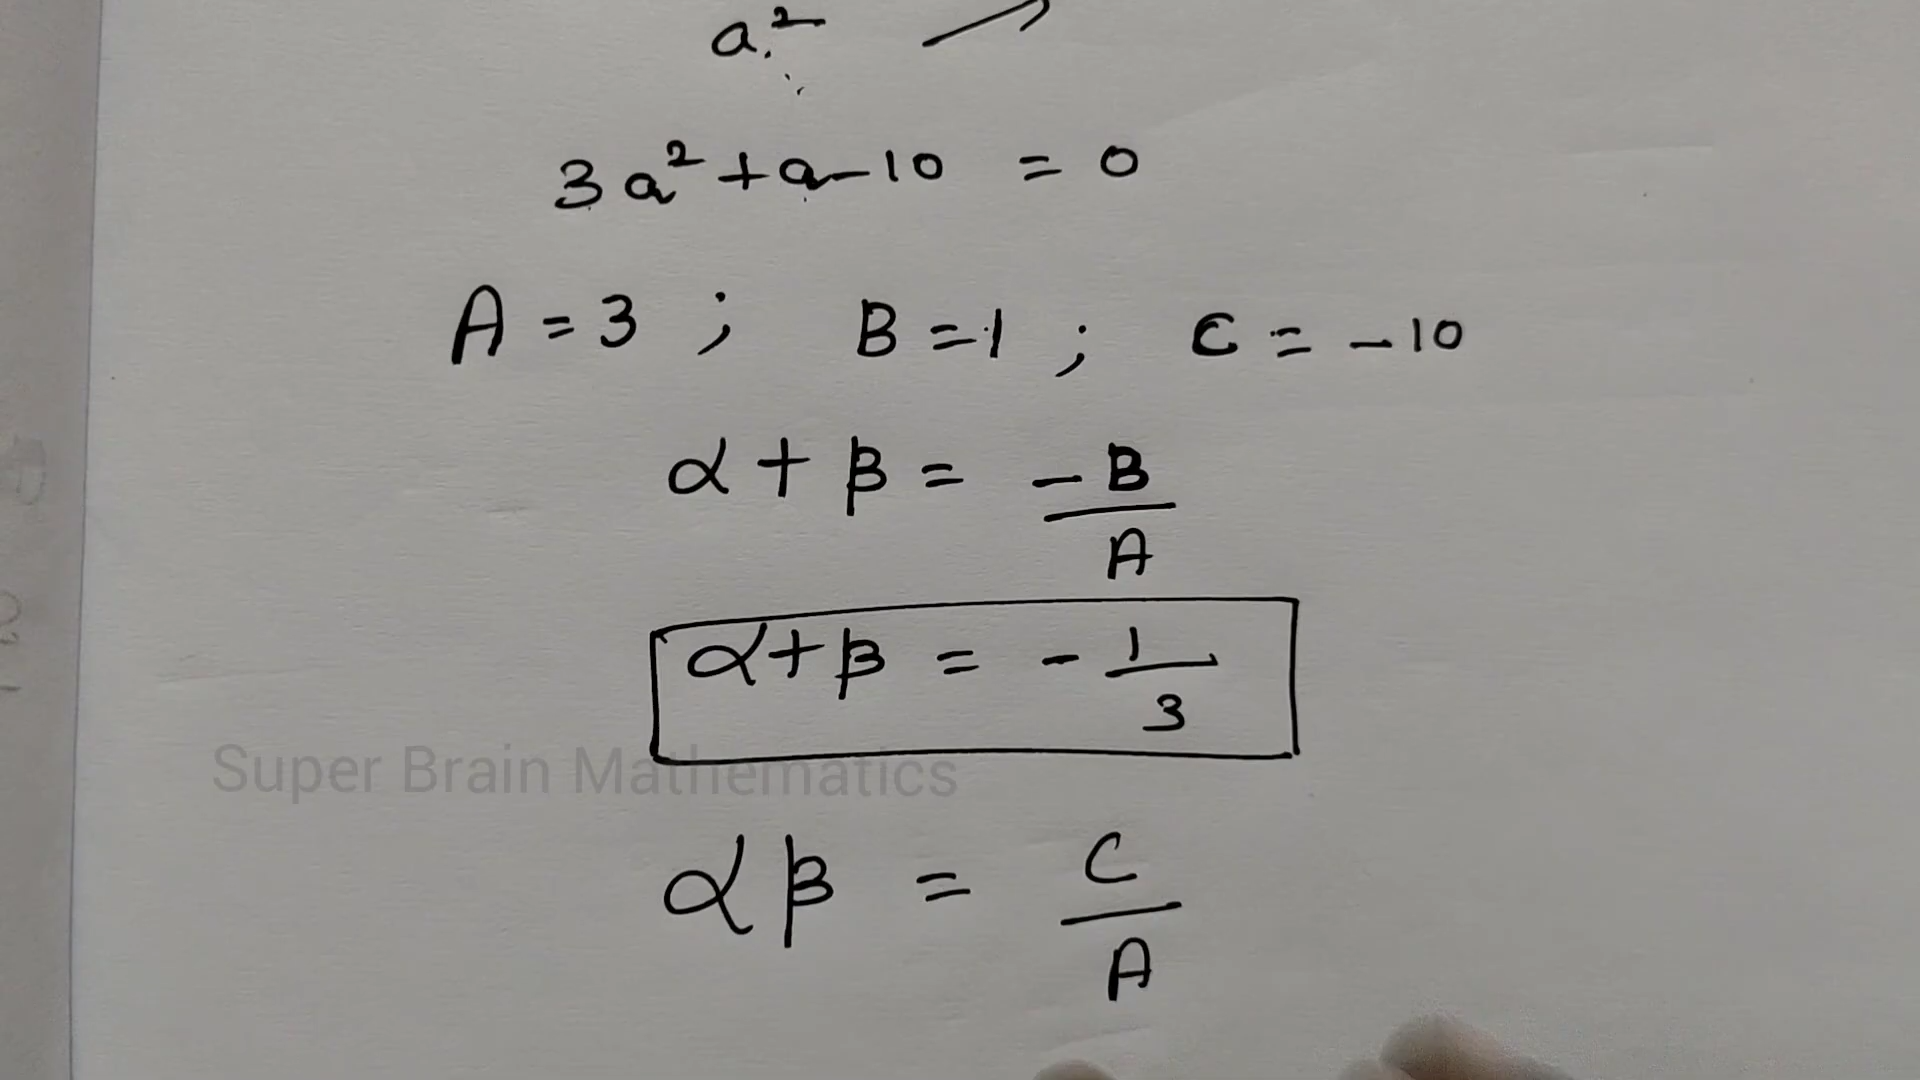 a²
3a²+a-10 = 0
A = 3 ; B = 1 ; C = -10
α + β = -B/A
α+β = -1/3
Super Brain Mathematics
αβ = C/A